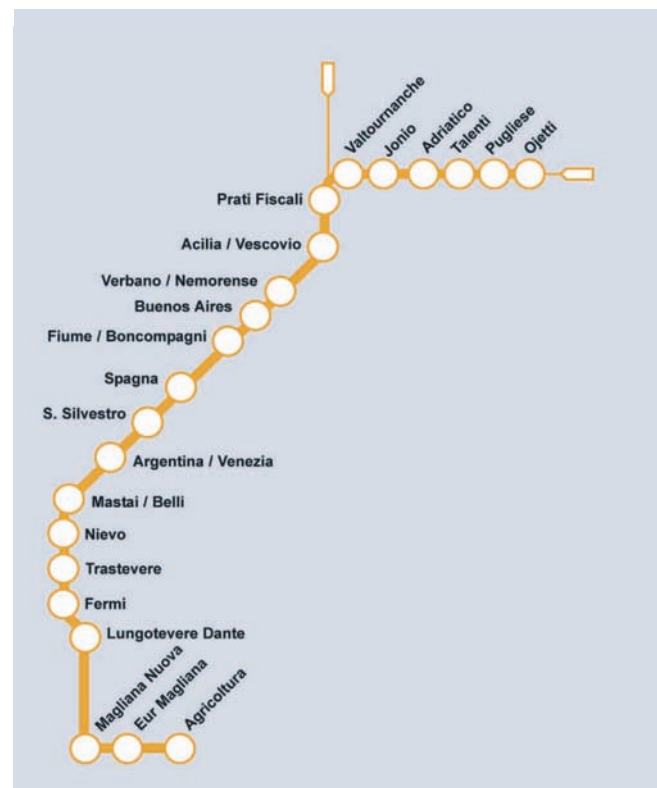 Valtournanche
Jonio
Adriatico
Talenti
Pugliese
Ojetti
Prati Fiscali
Acilia / Vescovio
Verbano / Nemorense
Buenos Aires
Fiume / Boncompagni
Spagna
S. Silvestro
Argentina / Venezia
Mastai / Belli
Nievo
Trastevere
Fermi
Lungotevere Dante
Magliana Nuova
Eur Magliana
Agricoltura